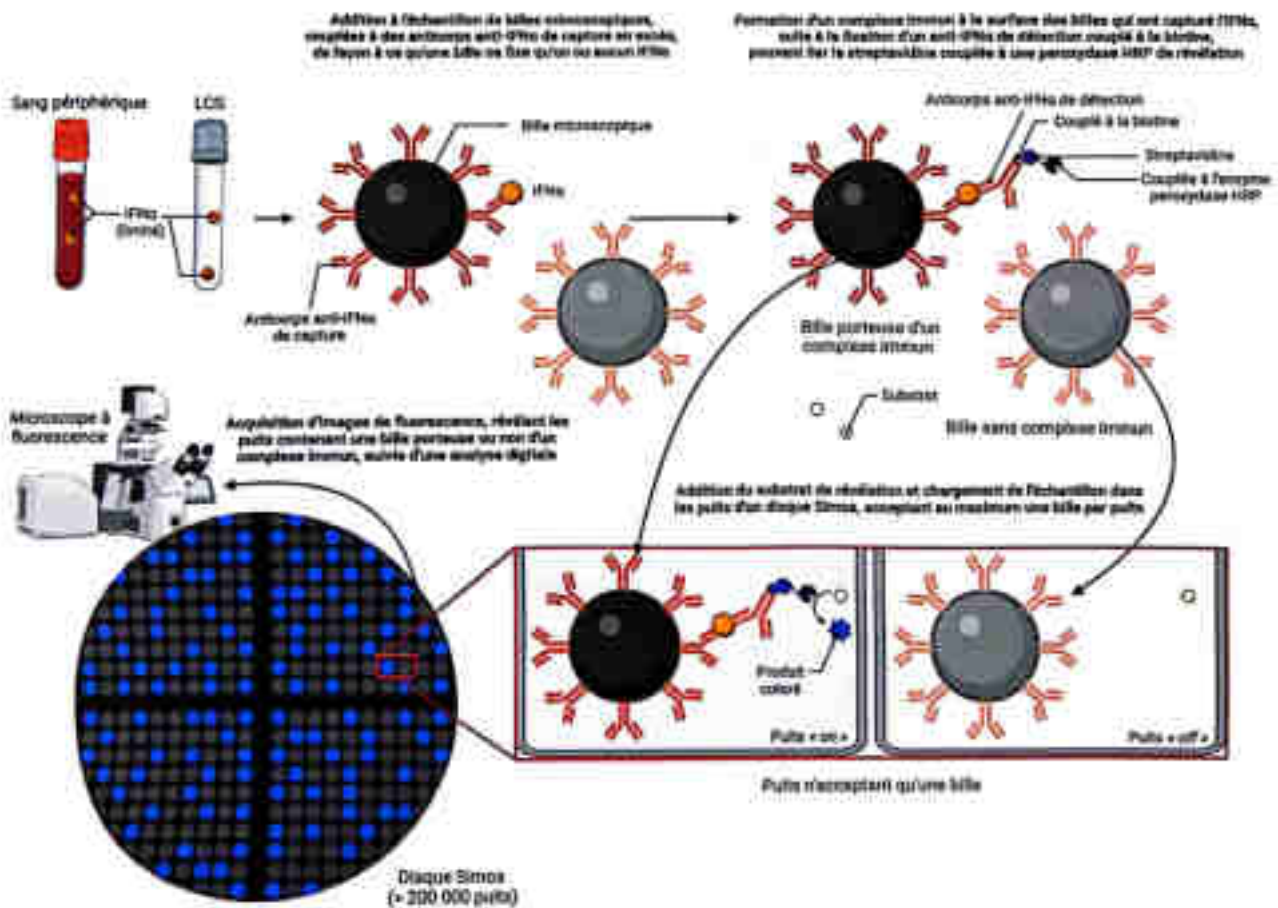 Addition à l'échantillon de billes microscopiques,
couplées à des anticorps anti-IFNα de capture en excès,
de façon à ce qu'une bille ne fixe qu'un ou aucun IFNα
Formation d'un complexe immun à la surface des billes qui ont capturé l'IFNα,
suite à la fixation d'un anti-IFNα de détection couplé à la biotine,
pouvant lier la streptavidine couplée à une peroxydase HRP de révélation
Sang périphérique
LCS
IFNα
(limité)
Bille microscopique
IFNα
Anticorps anti-IFNα
de capture
Anticorps anti-IFNα de détection
Couplé à la biotine
Streptavidine
Couplée à l'enzyme
peroxydase HRP
Bille porteuse d'un
complexe immun
Substrat
Bille sans complexe immun
Microscope à
fluorescence
Acquisition d'images de fluorescence, révélant les
puits contenant une bille porteuse ou non d'un
complexe immun, suivie d'une analyse digitale
Addition du substrat de révélation et chargement de l'échantillon dans
les puits d'un disque Simoa, acceptant au maximum une bille par puits
Produit
coloré
Puits « on »
Puits « off »
Puits n'acceptant qu'une bille
Disque Simoa
(> 200 000 puits)